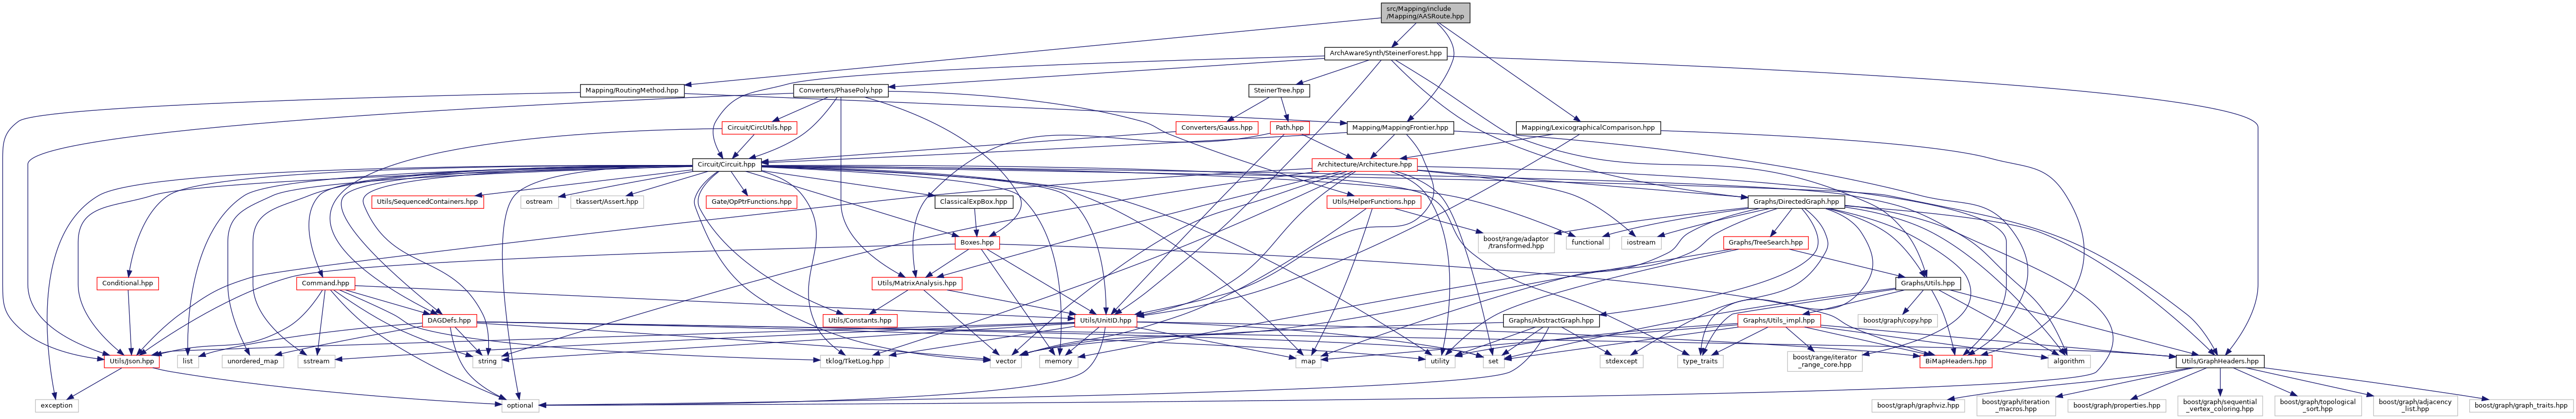 src/Mapping/include
/Mapping/AASRoute.hpp
ArchAwareSynth/SteinerForest.hpp
Mapping/RoutingMethod.hpp
Converters/PhasePoly.hpp
SteinerTree.hpp
Circuit/CircUtils.hpp
Converters/Gauss.hpp
Path.hpp
Mapping/MappingFrontier.hpp
Mapping/LexicographicalComparison.hpp
Circuit/Circuit.hpp
Architecture/Architecture.hpp
Utils/SequencedContainers.hpp
ostream
tkassert/Assert.hpp
Gate/OpPtrFunctions.hpp
ClassicalExpBox.hpp
Utils/HelperFunctions.hpp
Graphs/DirectedGraph.hpp
Boxes.hpp
boost/range/adaptor
/transformed.hpp
functional
iostream
Graphs/TreeSearch.hpp
Conditional.hpp
Command.hpp
Utils/MatrixAnalysis.hpp
Graphs/Utils.hpp
DAGDefs.hpp
Utils/Constants.hpp
Utils/UnitID.hpp
Graphs/AbstractGraph.hpp
Graphs/Utils_impl.hpp
boost/graph/copy.hpp
Utils/Json.hpp
list
unordered_map
sstream
string
tklog/TketLog.hpp
vector
memory
map
utility
set
stdexcept
type_traits
boost/range/iterator
_range_core.hpp
BiMapHeaders.hpp
algorithm
Utils/GraphHeaders.hpp
exception
optional
boost/graph/graphviz.hpp
boost/graph/iteration
_macros.hpp
boost/graph/properties.hpp
boost/graph/sequential
_vertex_coloring.hpp
boost/graph/topological
_sort.hpp
boost/graph/adjacency
_list.hpp
boost/graph/graph_traits.hpp